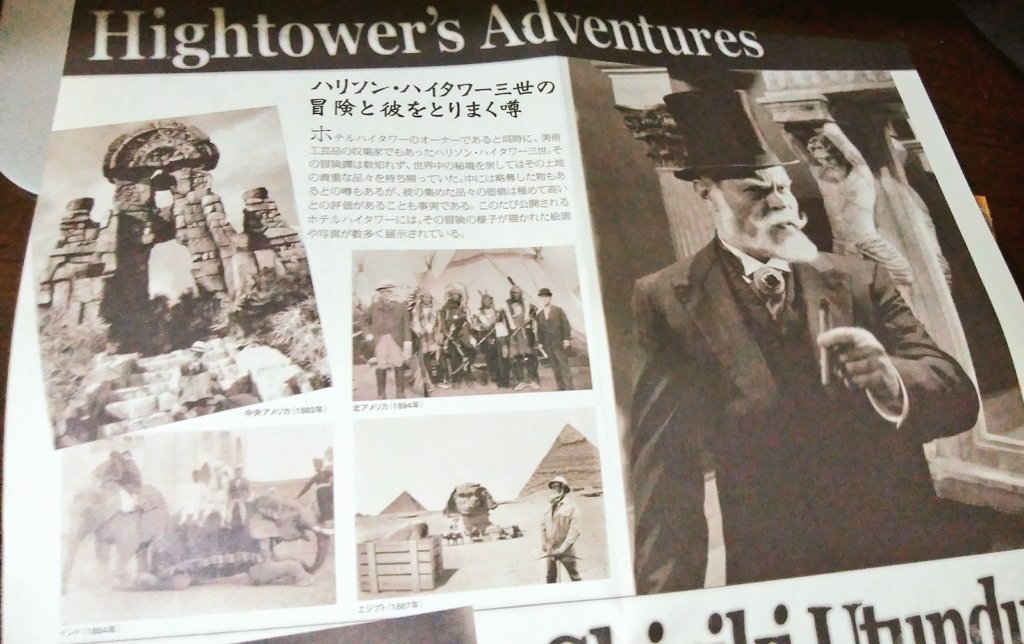 Hightower's Adventures
ハリソン・ハイタワー三世の
冒険と彼をとりまく噂
ホテルハイタワーのオーナーであると同時に、美術
工芸品の収集家でもあったハリソン・ハイタワー三世。そ
の冒険譚は数知れず、世界中の秘境を旅してはその土地
の貴重な品々を持ち帰っていた。中には略奪した物もあ
るとの噂もあるが、彼の集めた品々の価値は極めて高い
との評価があることも事実である。このたび公開される
ホテルハイタワーには、その冒険の様子が描かれた絵画
や写真が数多く展示されている。
中央アメリカ(1883年)
北アメリカ(1894年)
インド(1884年)
エジプト(1887年)
Shiriki Utundu